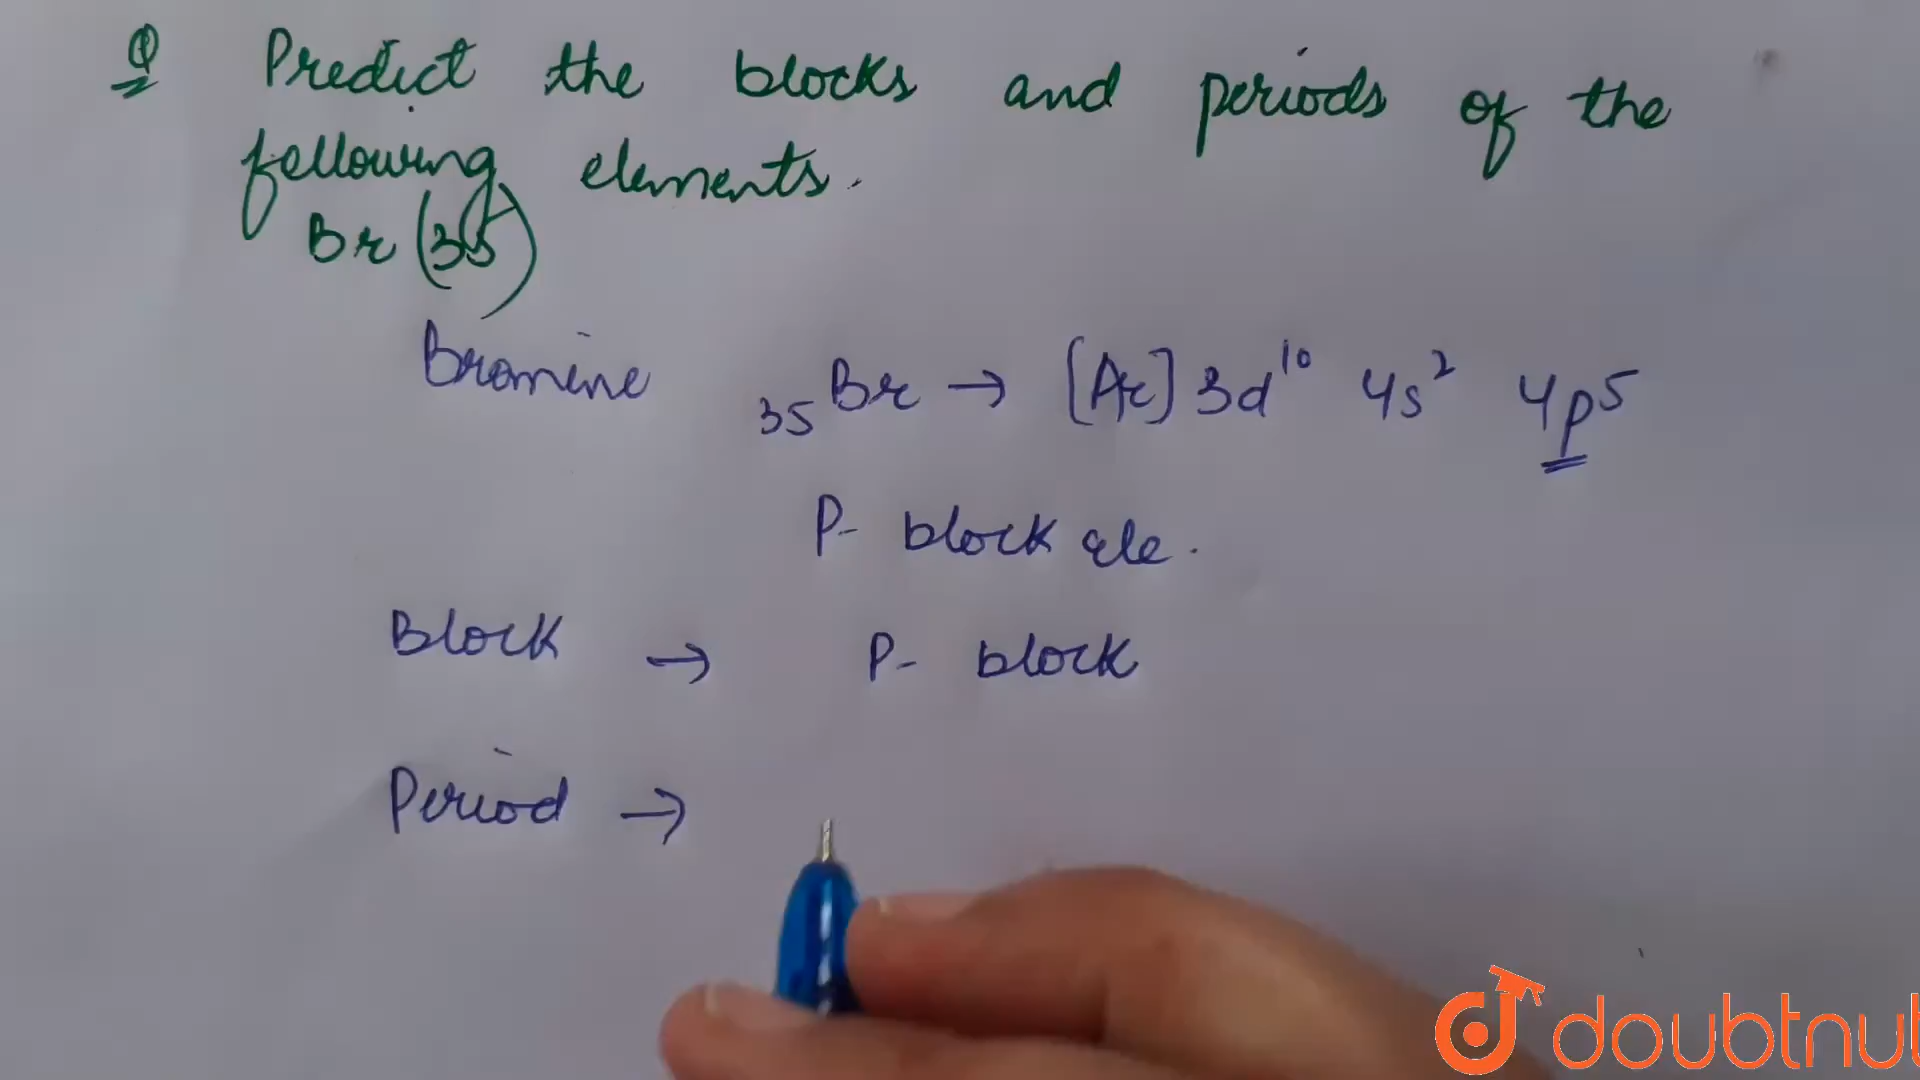 Q Predict the blocks and periods of the
following elements.
Br (35)
Bromine 35Br → [Ar] 3d¹⁰ 4s² 4p⁵
P- block ele.
Block → P- block
Period →
doubtnut